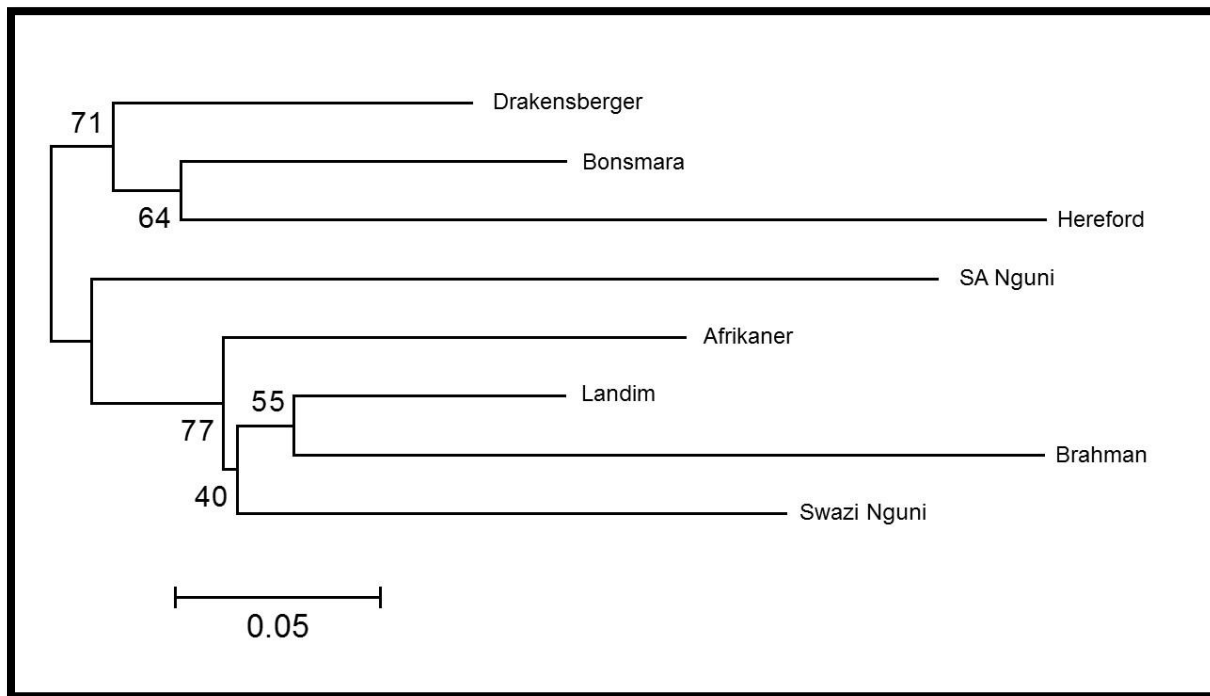 Drakensberger
71
Bonsmara
64
Hereford
SA Nguni
Afrikaner
Landim
55
77
Brahman
40
Swazi Nguni
0.05